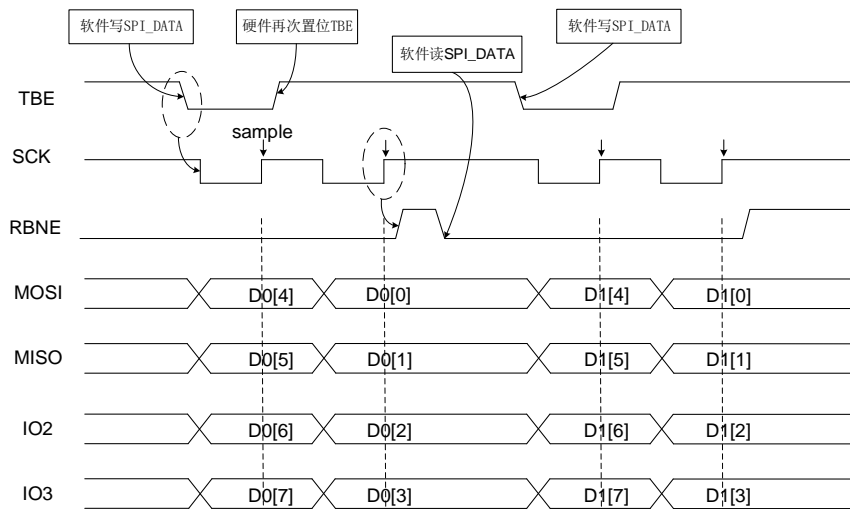 软件写SPI_DATA
硬件再次置位TBE
软件写SPI_DATA
软件读SPI_DATA
TBE
sample
SCK
RBNE
MOSI D0[4] D0[0] D1[4] D1[0]
MISO D0[5] D0[1] D1[5] D1[1]
IO2 D0[6] D0[2] D1[6] D1[2]
IO3 D0[7] D0[3] D1[7] D1[3]